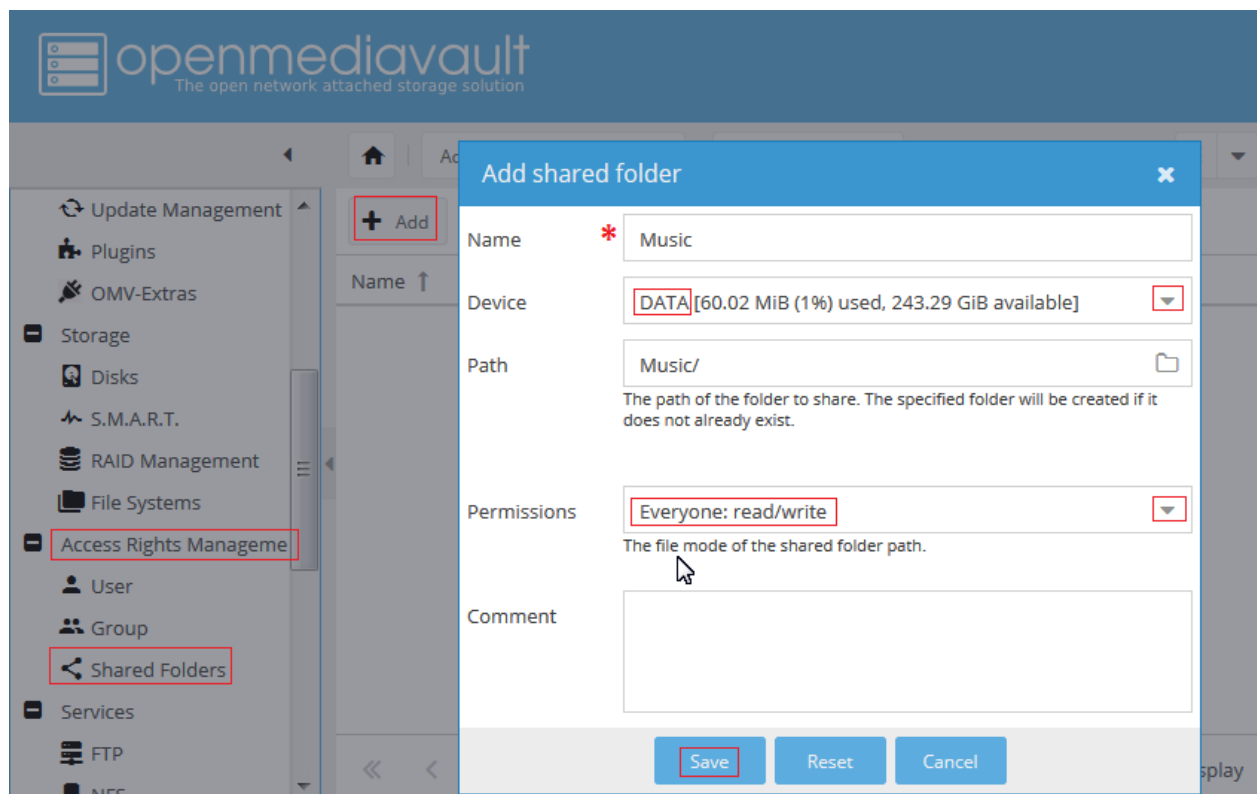 openmediavault
The open network attached storage solution
Update Management
Plugins
OMV-Extras
Storage
Disks
S.M.A.R.T.
RAID Management
File Systems
Access Rights Manageme
User
Group
Shared Folders
Services
FTP
NFS
Add
Name
Add shared folder
Name * Music
Device DATA [60.02 MiB (1%) used, 243.29 GiB available]
Path Music/
The path of the folder to share. The specified folder will be created if it
does not already exist.
Permissions Everyone: read/write
The file mode of the shared folder path.
Comment
Save Reset Cancel